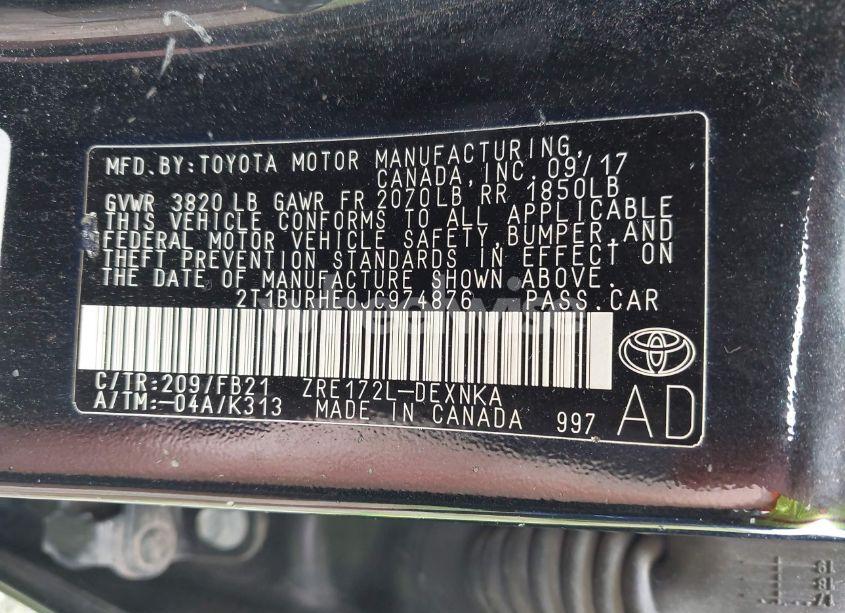 MFD.BY:TOYOTA MOTOR MANUFACTURING,
CANADA,INC. 09/17
GVWR 3820 LB GAWR FR 2070LB RR 1850LB
THIS VEHICLE CONFORMS TO ALL APPLICABLE
FEDERAL MOTOR VEHICLE SAFETY,BUMPER,AND
THEFT PREVENTION STANDARDS IN EFFECT ON
THE DATE OF MANUFACTURE SHOWN ABOVE.
2T1BURHE0JC974876 PASS.CAR
C/TR:209/FB21 ZRE172L-DEXNKA
A/TM:-04A/K313 MADE IN CANADA 997
AD